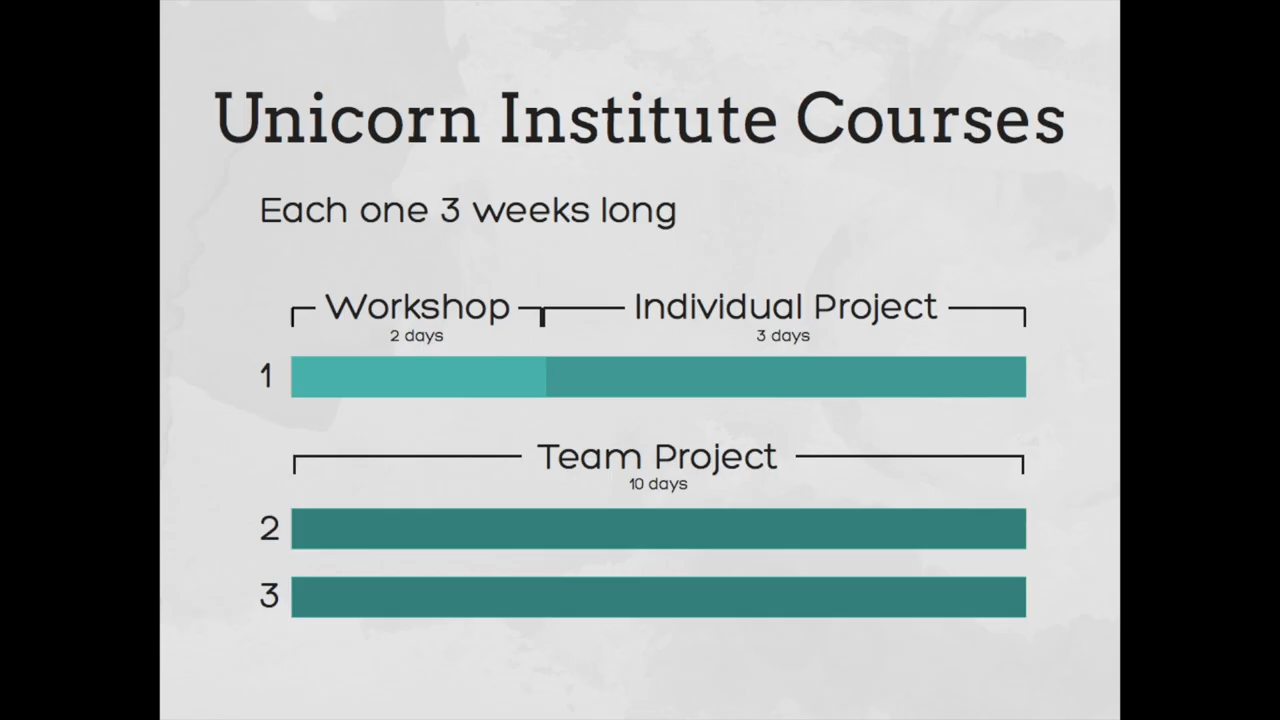 Unicorn Institute Courses
Each one 3 weeks long
Workshop Individual Project
2 days 3 days
1
Team Project
10 days
2
3